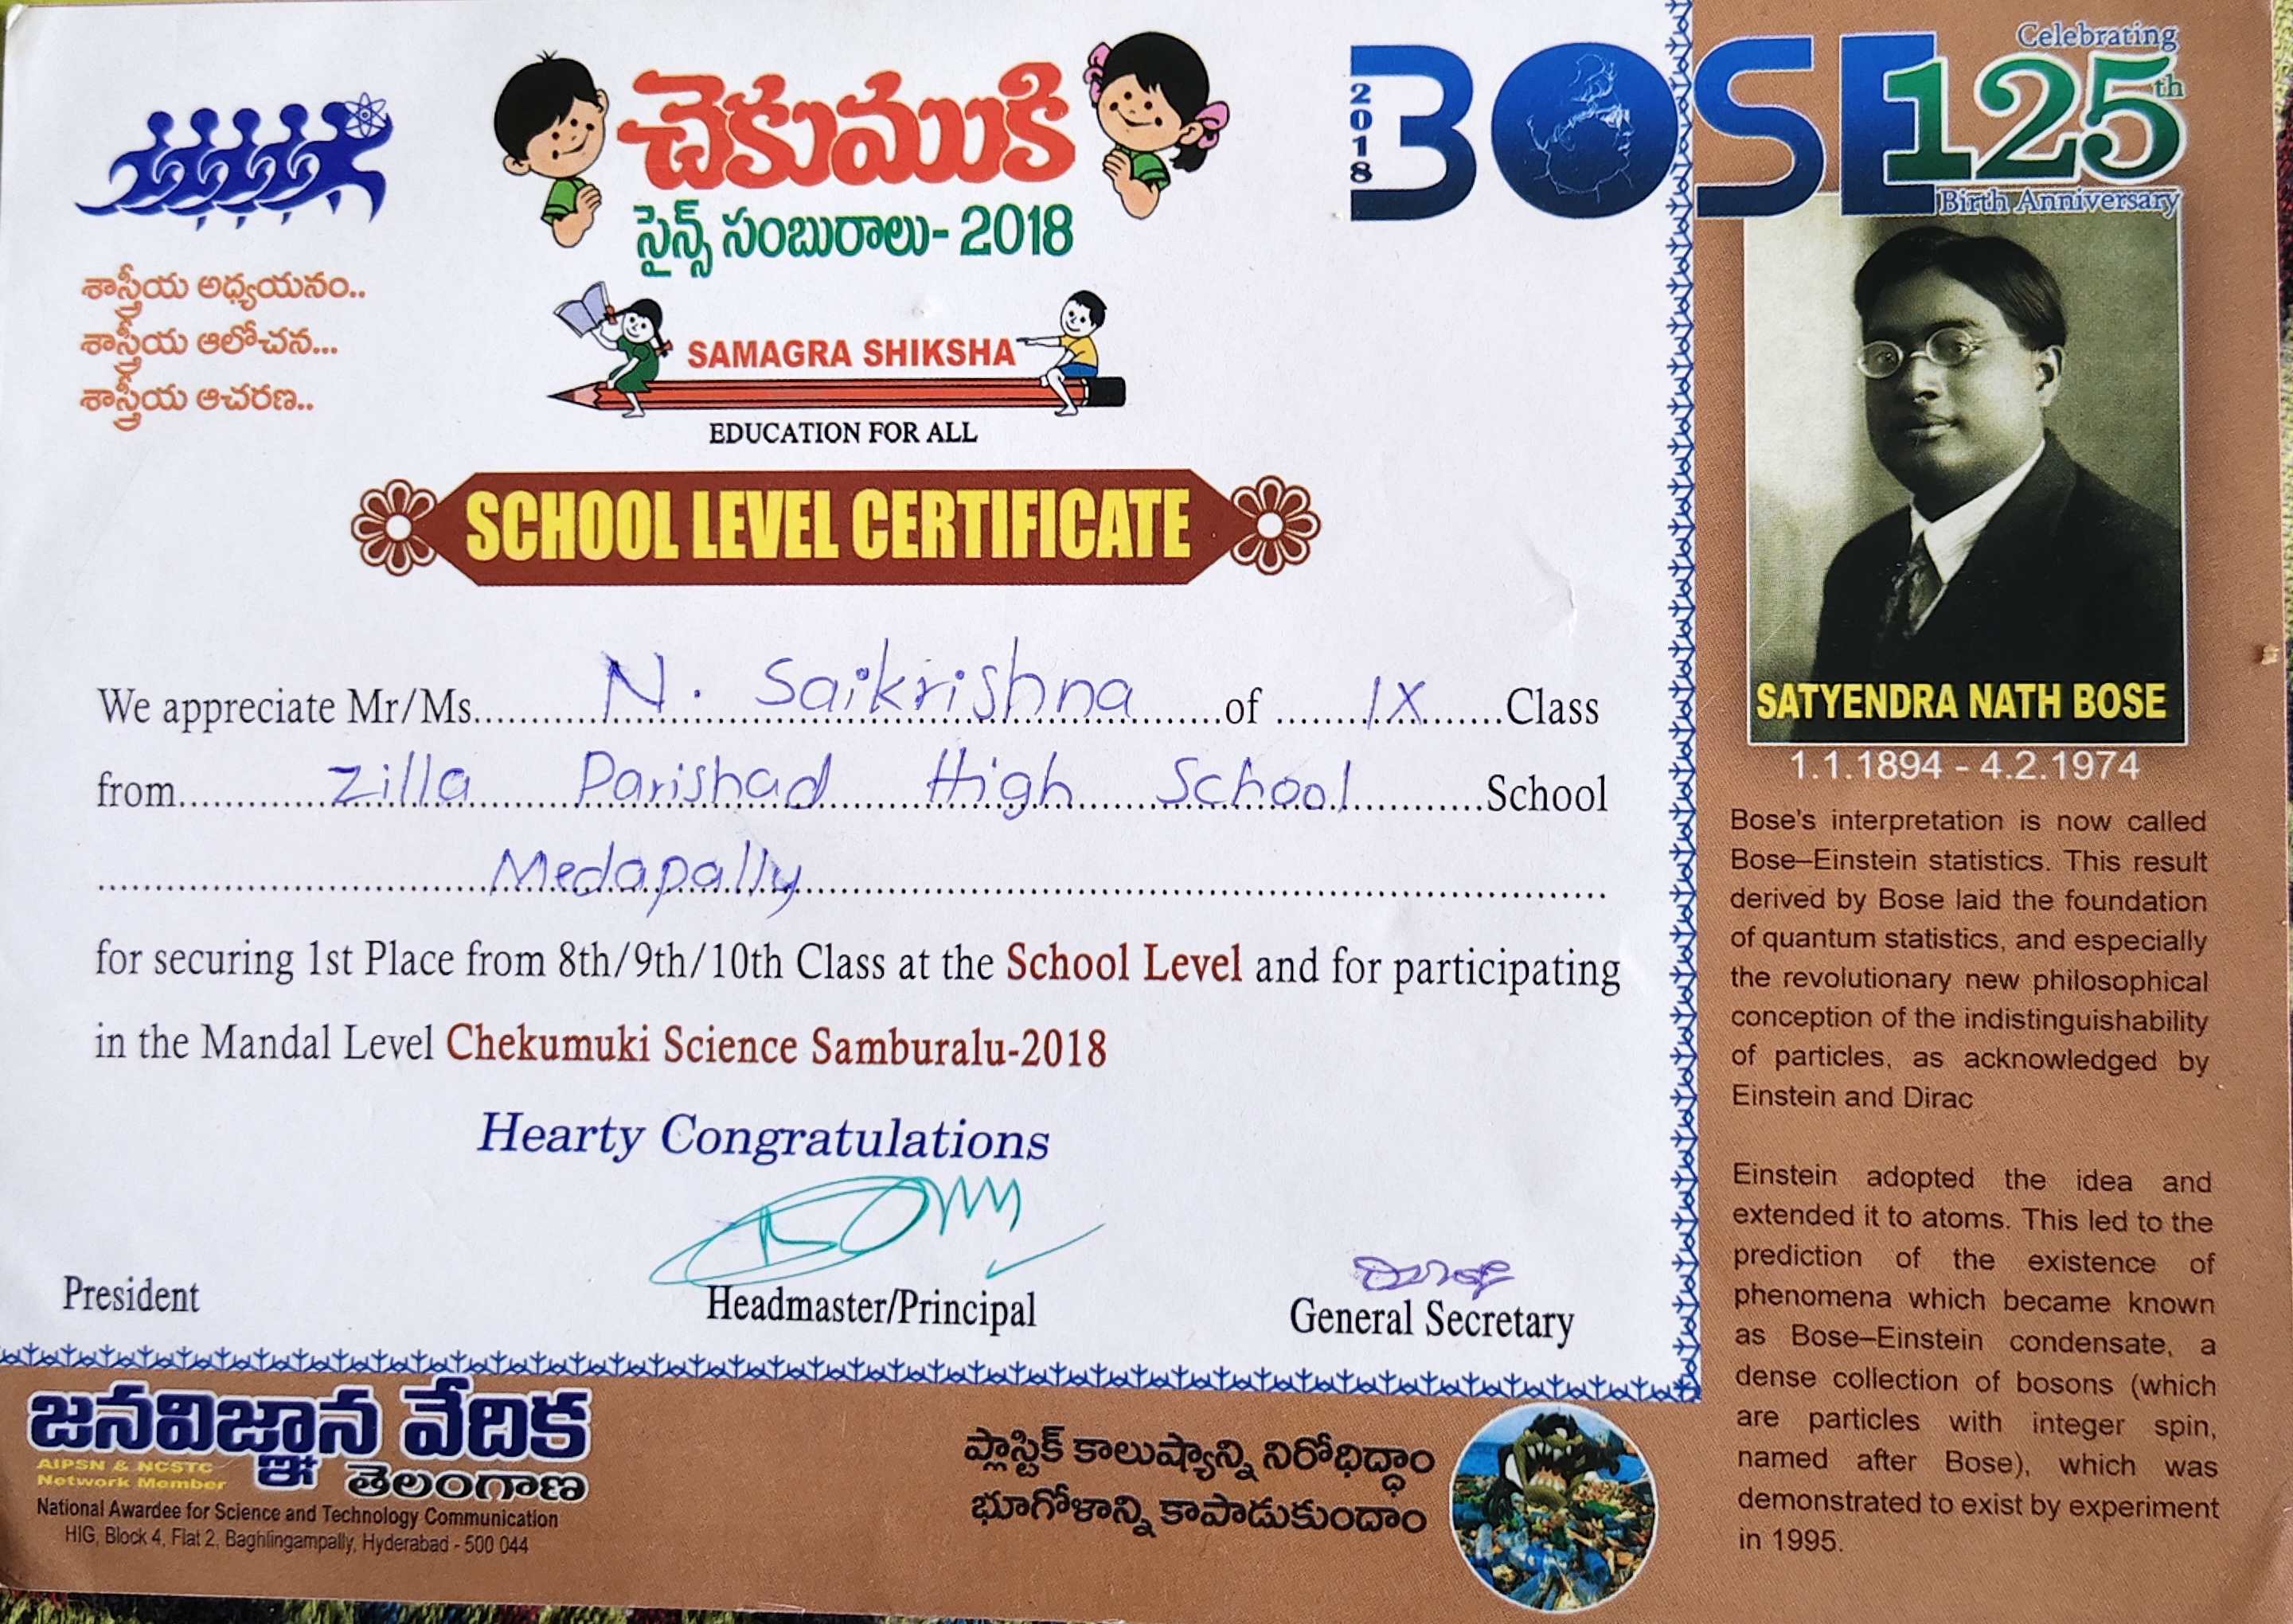 చెకుముకి
సైన్స్ సంబురాలు- 2018
శాస్త్రీయ అధ్యయనం..
శాస్త్రీయ ఆలోచన...
శాస్త్రీయ ఆచరణ..
SAMAGRA SHIKSHA
EDUCATION FOR ALL
SCHOOL LEVEL CERTIFICATE
We appreciate Mr/Ms. N. Saikrishna of IX Class
from Zilla Parishad High School School
Medapally
for securing 1st Place from 8th/9th/10th Class at the School Level and for participating
in the Mandal Level Chekumuki Science Samburalu-2018
Hearty Congratulations
President
Headmaster/Principal
General Secretary
జనవిజ్ఞాన వేదిక
తెలంగాణ
AIPSN & NCSTC
Network Member
National Awardee for Science and Technology Communication
HIG, Block 4, Flat 2, Baghlingampally, Hyderabad - 500 044
ప్లాస్టిక్ కాలుష్యాన్ని నిరోధిద్దాం
భూగోళాన్ని కాపాడుకుందాం
2018
BOSE
Celebrating
125th
Birth Anniversary
SATYENDRA NATH BOSE
1.1.1894 - 4.2.1974
Bose's interpretation is now called
Bose–Einstein statistics. This result
derived by Bose laid the foundation
of quantum statistics, and especially
the revolutionary new philosophical
conception of the indistinguishability
of particles, as acknowledged by
Einstein and Dirac
Einstein adopted the idea and
extended it to atoms. This led to the
prediction of the existence of
phenomena which became known
as Bose–Einstein condensate, a
dense collection of bosons (which
are particles with integer spin,
named after Bose), which was
demonstrated to exist by experiment
in 1995.